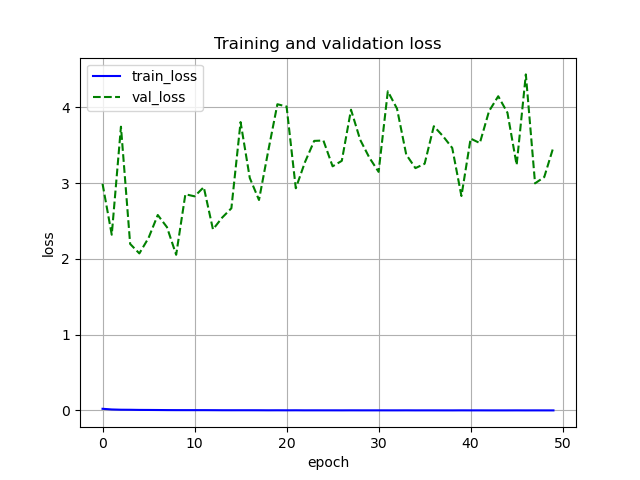 Training and validation loss
train_loss
val_loss
loss
4
3
2
1
0
0 10 20 30 40 50
epoch